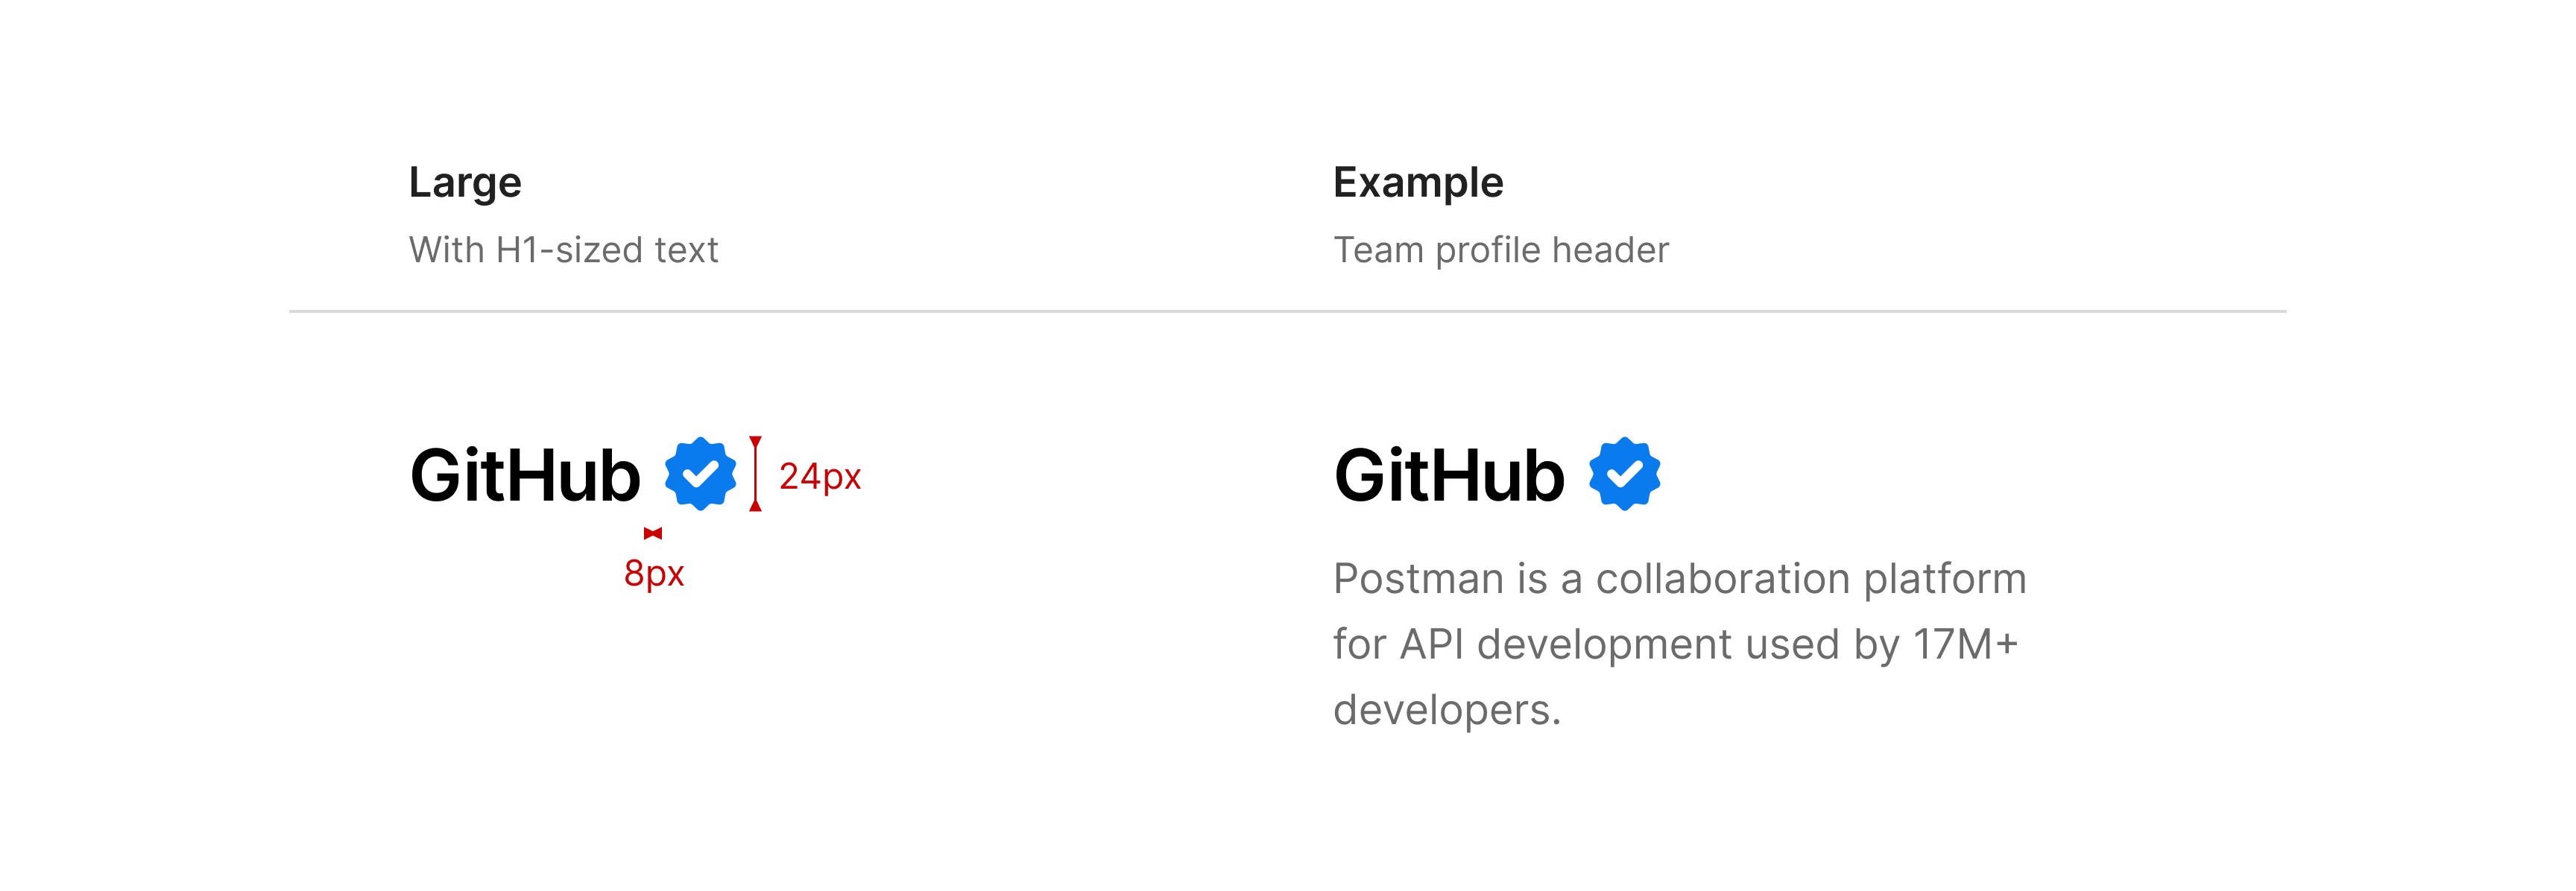 Large
With H1-sized text
Example
Team profile header
GitHub
24px
8px
GitHub
Postman is a collaboration platform
for API development used by 17M+
developers.